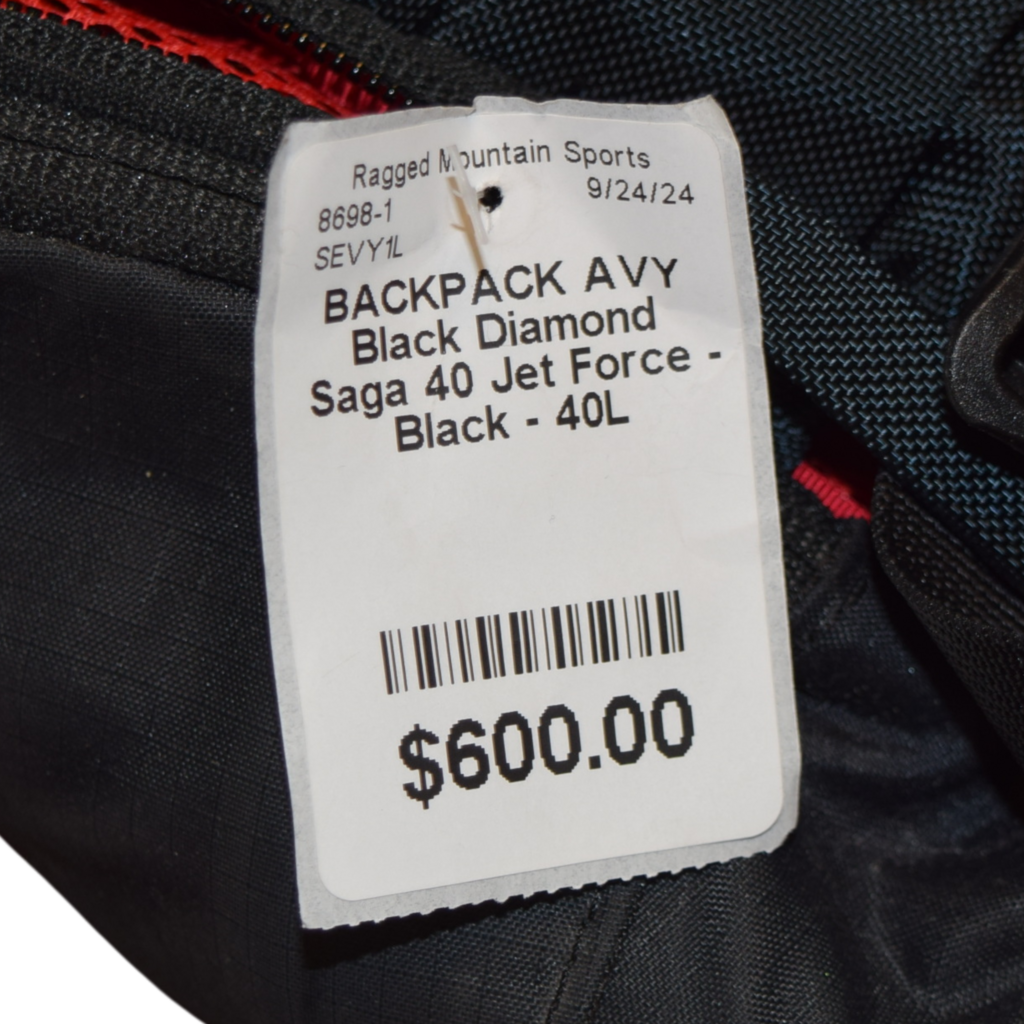 Ragged Mountain Sports
8698-1 9/24/24
SEVY1L
BACKPACK AVY
Black Diamond
Saga 40 Jet Force -
Black - 40L
$600.00